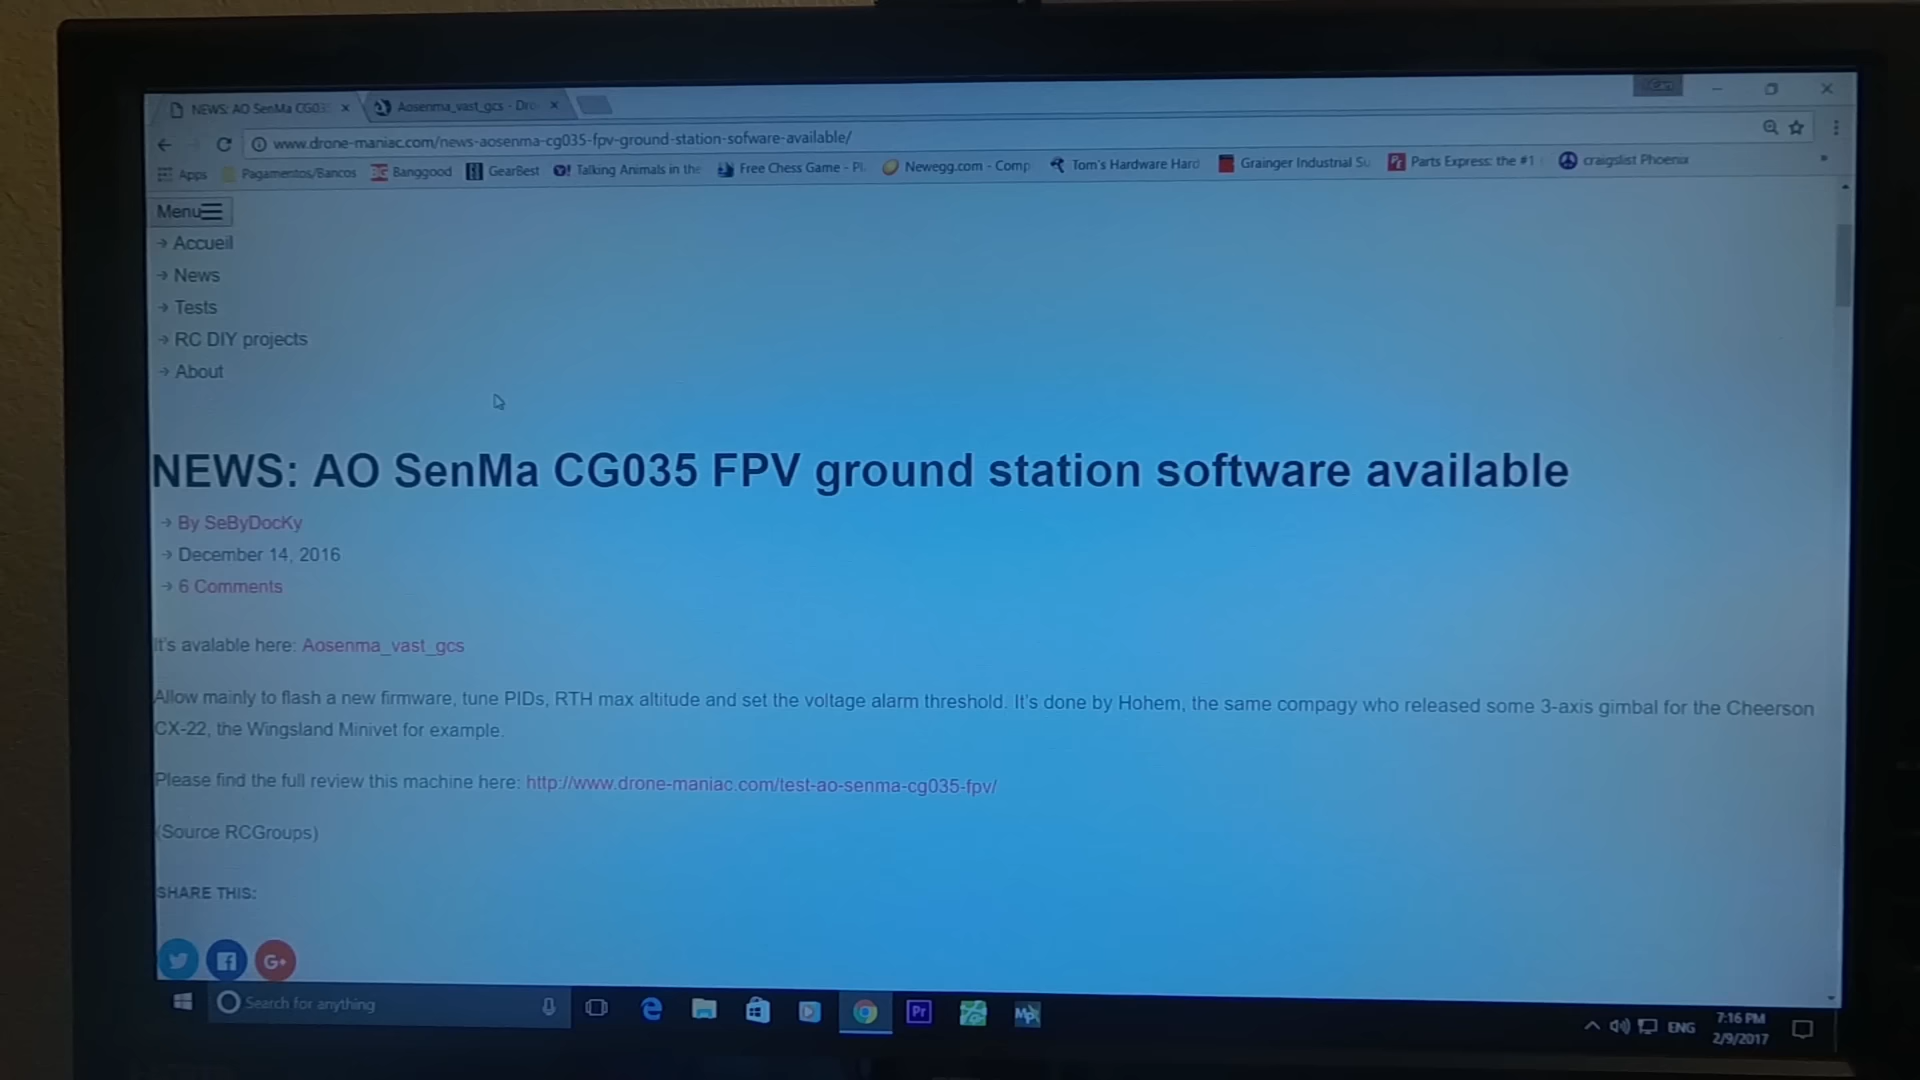 NEWS: AO SenMa CG035
Aosenma_vast_gcs - Dro
www.drone-maniac.com/news-aosenma-cg035-fpv-ground-station-sofware-available/
Apps Pagamentos/Bancos Banggood GearBest Talking Animals in the Free Chess Game - Pl Newegg.com - Comp Tom's Hardware Hard Grainger Industrial Su Parts Express: the #1 craigslist Phoenix
Menu
Accueil
News
Tests
RC DIY projects
About
NEWS: AO SenMa CG035 FPV ground station software available
By SeByDocKy
December 14, 2016
6 Comments
It's avalable here: Aosenma_vast_gcs
Allow mainly to flash a new firmware, tune PIDs, RTH max altitude and set the voltage alarm threshold. It's done by Hohem, the same compagy who released some 3-axis gimbal for the Cheerson
CX-22, the Wingsland Minivet for example.
Please find the full review this machine here: http://www.drone-maniac.com/test-ao-senma-cg035-fpv/
(Source RCGroups)
SHARE THIS:
G+
Search for anything
Pr
Mp
ENG
7:16 PM
2/9/2017